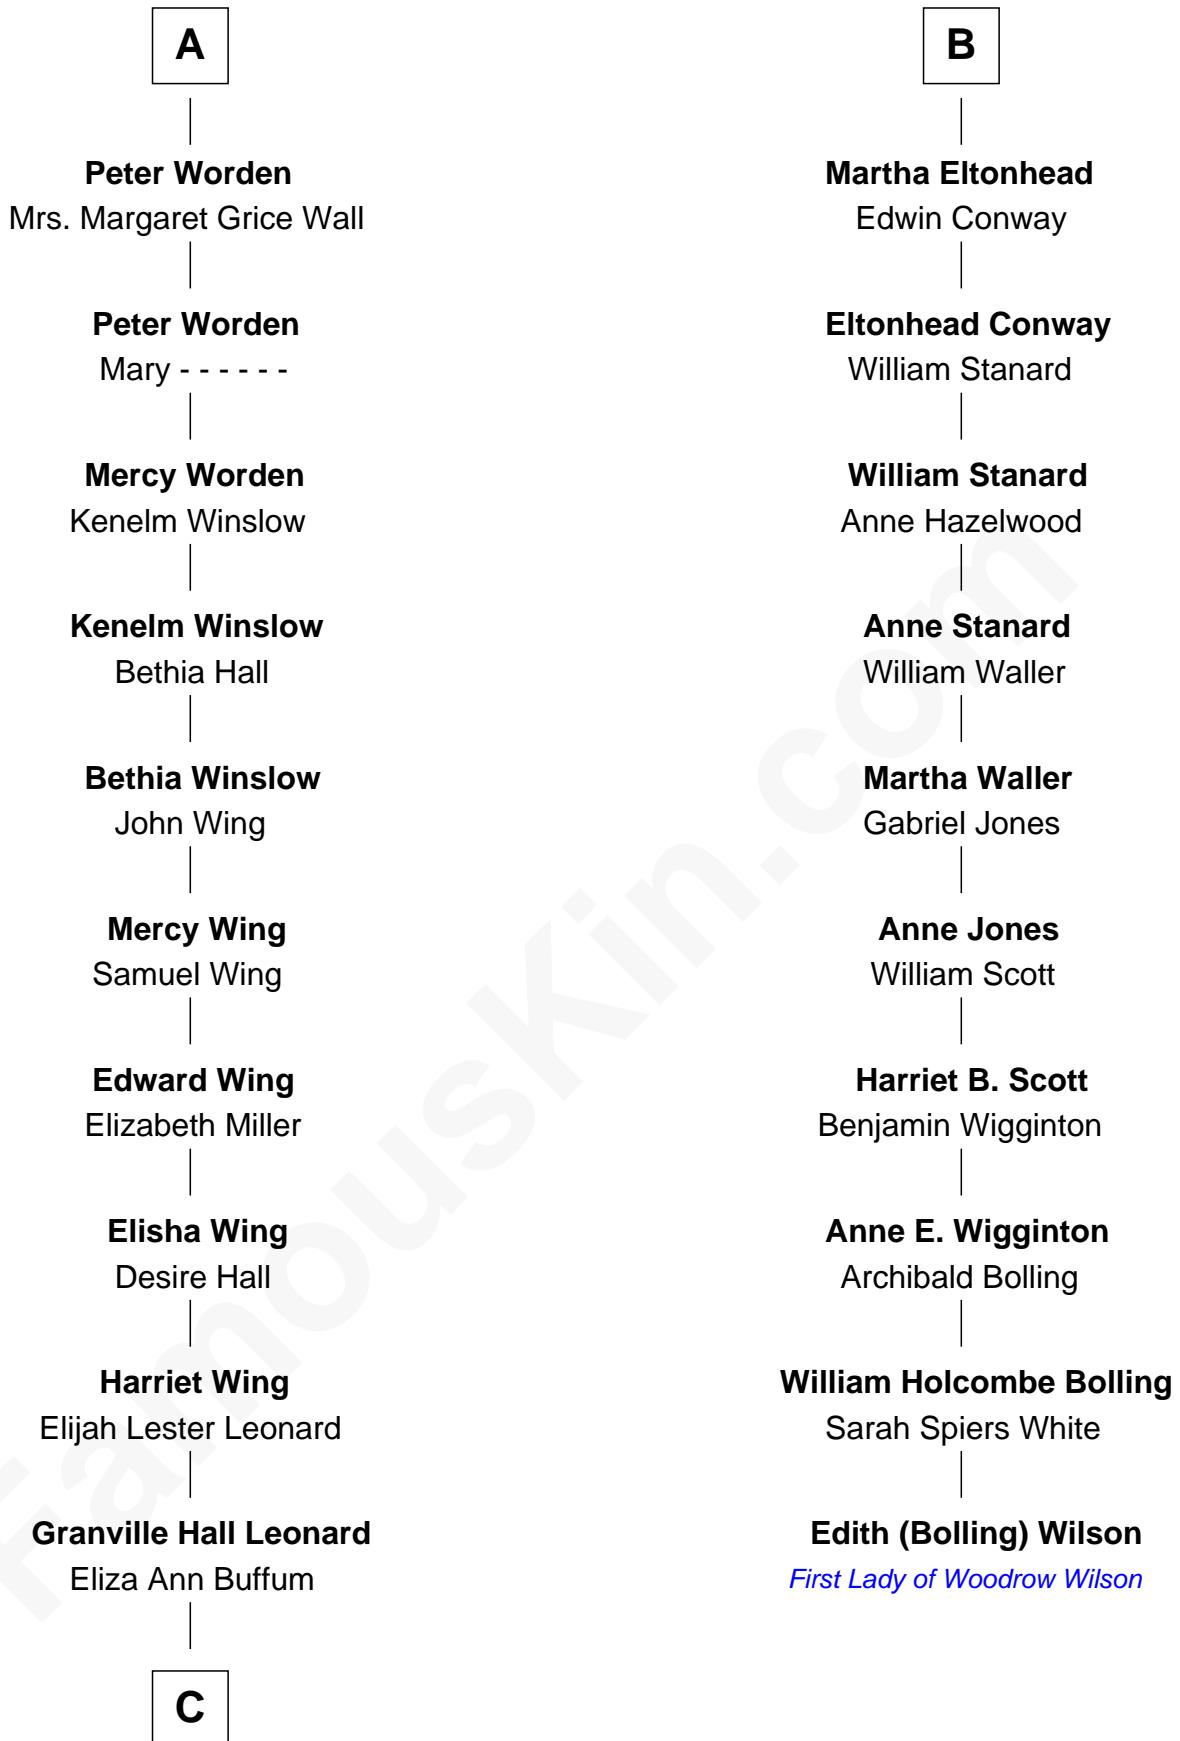 A
Peter Worden
Mrs. Margaret Grice Wall
Peter Worden
Mary - - - - - -
Mercy Worden
Kenelm Winslow
Kenelm Winslow
Bethia Hall
Bethia Winslow
John Wing
Mercy Wing
Samuel Wing
Edward Wing
Elizabeth Miller
Elisha Wing
Desire Hall
Harriet Wing
Elijah Lester Leonard
Granville Hall Leonard
Eliza Ann Buffum
C
B
Martha Eltonhead
Edwin Conway
Eltonhead Conway
William Stanard
William Stanard
Anne Hazelwood
Anne Stanard
William Waller
Martha Waller
Gabriel Jones
Anne Jones
William Scott
Harriet B. Scott
Benjamin Wigginton
Anne E. Wigginton
Archibald Bolling
William Holcombe Bolling
Sarah Spiers White
Edith (Bolling) Wilson
First Lady of Woodrow Wilson
FamousKin.com